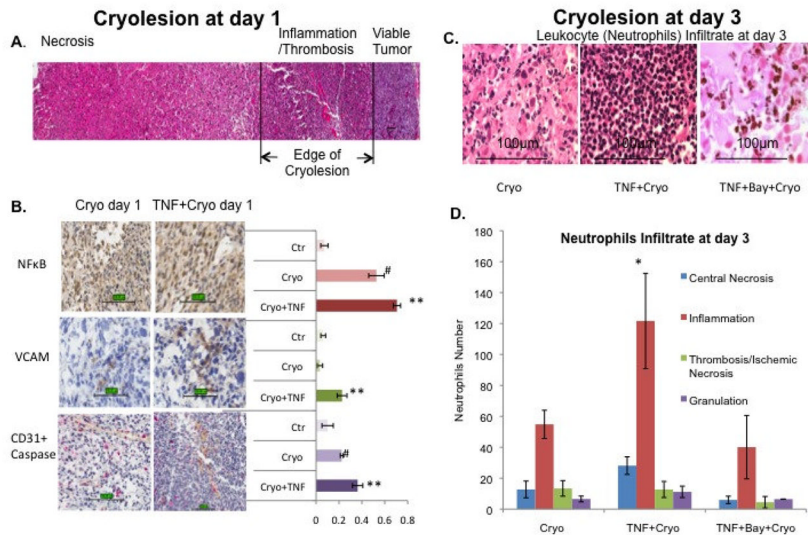 Cryolesion at day 1
A.
Necrosis
Inflammation
/Thrombosis
Viable
Tumor
Edge of
Cryolesion
B.
Cryo day 1
TNF+Cryo day 1
NFκB
VCAM
CD31+
Caspase
Ctr
Cryo
#
Cryo+TNF
**
Ctr
Cryo
Cryo+TNF
**
Ctr
Cryo
#
Cryo+TNF
**
0
0.2
0.4
0.6
0.8
Cryolesion at day 3
C.
Leukocyte (Neutrophils) Infiltrate at day 3
100μm
100μm
100μm
Cryo
TNF+Cryo
TNF+Bay+Cryo
D.
Neutrophils Infiltrate at day 3
Neutrophils Number
180
160
140
120
100
80
60
40
20
0
*
Central Necrosis
Inflammation
Thrombosis/Ischemic
Necrosis
Granulation
Cryo
TNF+Cryo
TNF+Bay+Cryo